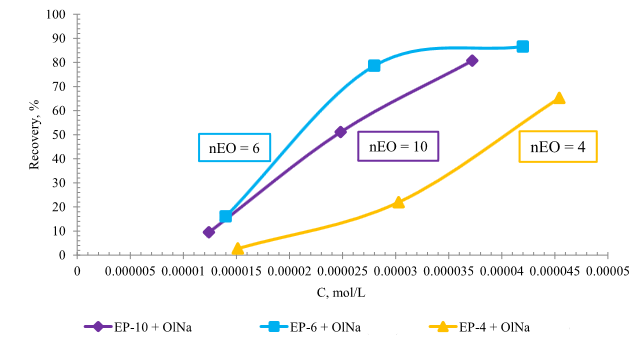 100
90
80
70
60
50
40
30
20
10
0
Recovery, %
nEO = 6
nEO = 10
nEO = 4
0 0.000005 0.00001 0.000015 0.00002 0.000025 0.00003 0.000035 0.00004 0.000045 0.00005
C, mol/L
EP-10 + OlNa EP-6 + OlNa EP-4 + OlNa